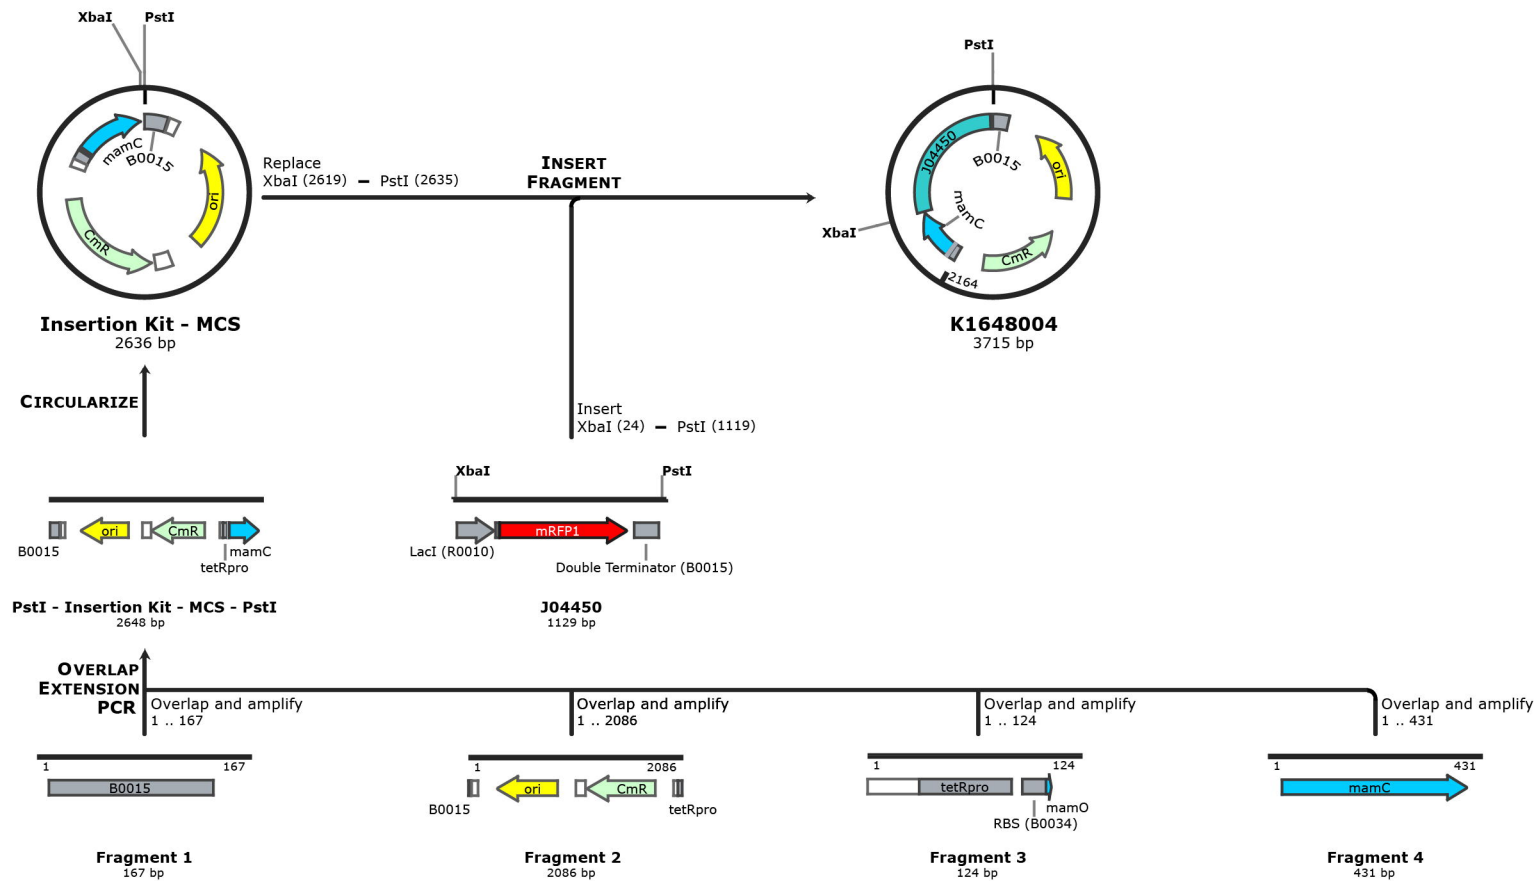 XbaI
PstI
mamC
B0015
ori
CmR
Insertion Kit - MCS
2636 bp
Replace
XbaI (2619) – PstI (2635)
INSERT
FRAGMENT
PstI
J04450
B0015
ori
mamC
XbaI
CmR
2164
K1648004
3715 bp
CIRCULARIZE
Insert
XbaI (24) – PstI (1119)
B0015
ori
CmR
mamC
tetRpro
PstI - Insertion Kit - MCS - PstI
2648 bp
XbaI
PstI
mRFP1
LacI (R0010)
Double Terminator (B0015)
J04450
1129 bp
OVERLAP
EXTENSION
PCR
Overlap and amplify
1 .. 167
Overlap and amplify
1 .. 2086
Overlap and amplify
1 .. 124
Overlap and amplify
1 .. 431
1
167
B0015
Fragment 1
167 bp
1
2086
ori
CmR
B0015
tetRpro
Fragment 2
2086 bp
1
124
tetRpro
mamO
RBS (B0034)
Fragment 3
124 bp
1
431
mamC
Fragment 4
431 bp